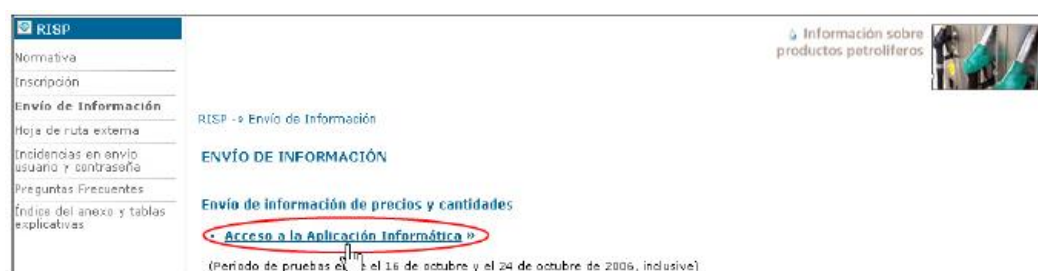 RISP
Información sobre
productos petrolíferos
Normativa
Inscripción
Envío de Información
Hoja de ruta externa
Incidencias en envío
usuario y contraseña
Preguntas Frecuentes
Índice del anexo y tablas
explicativas
RISP -> Envío de Información
ENVÍO DE INFORMACIÓN
Envío de información de precios y cantidades
· Acceso a la Aplicación Informática »
(Periodo de pruebas e el 16 de octubre y el 24 de octubre de 2006, inclusive)